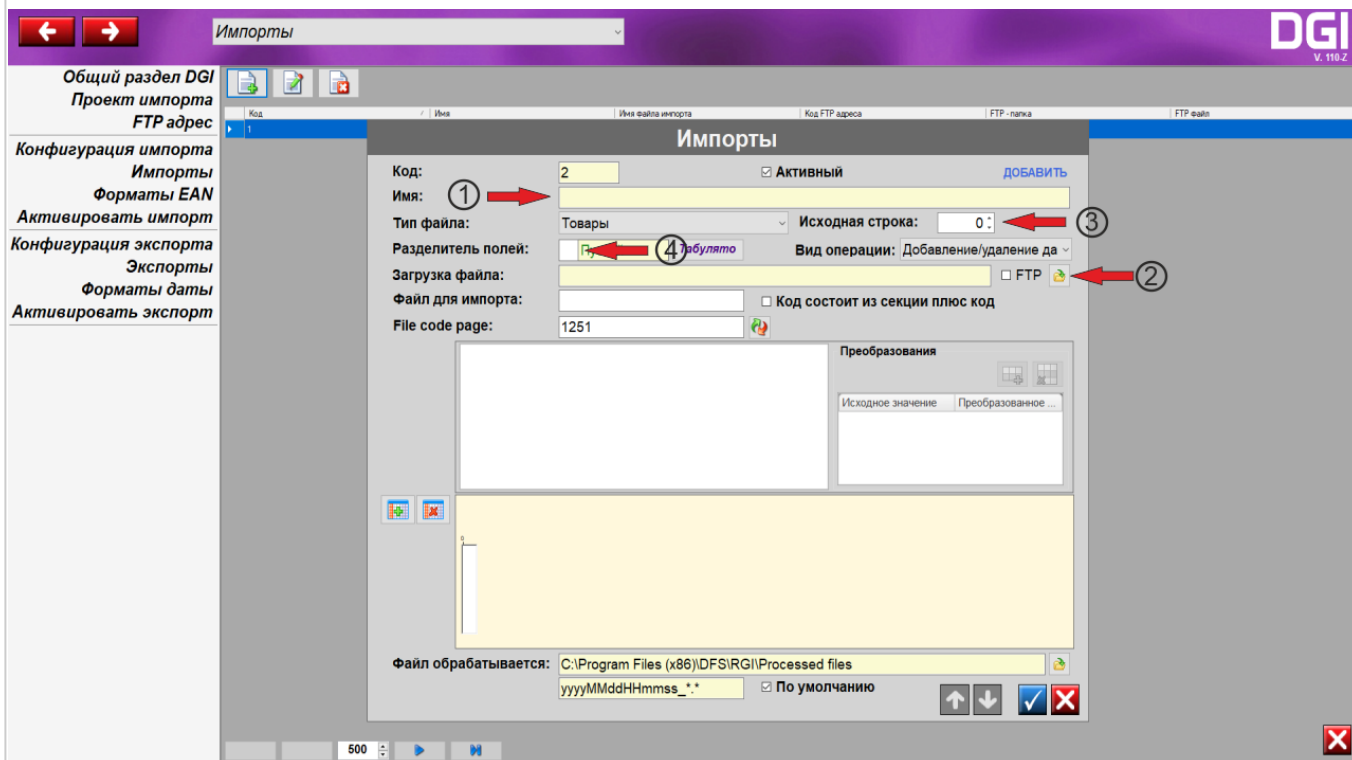 Импорты
DGI
V. 110-Z
Общий раздел DGI
Проект импорта
FTP адрес
Конфигурация импорта
Импорты
Форматы EAN
Активировать импорт
Конфигурация экспорта
Экспорты
Форматы даты
Активировать экспорт
Код Имя Имя файла импорта Код FTP адреса FTP - папка FTP файл
1
Импорты
Код: 2 Активный ДОБАВИТЬ
Имя: 1
Тип файла: Товары Исходная строка: 0 3
Разделитель полей: 4 Табулято Вид операции: Добавление/удаление да
Загрузка файла: FTP 2
Файл для импорта: Код состоит из секции плюс код
File code page: 1251
Преобразования
Исходное значение Преобразованное ...
0
Файл обрабатывается: C:\Program Files (x86)\DFS\RGI\Processed files
yyyyMMddHHmmss_*.* По умолчанию
500